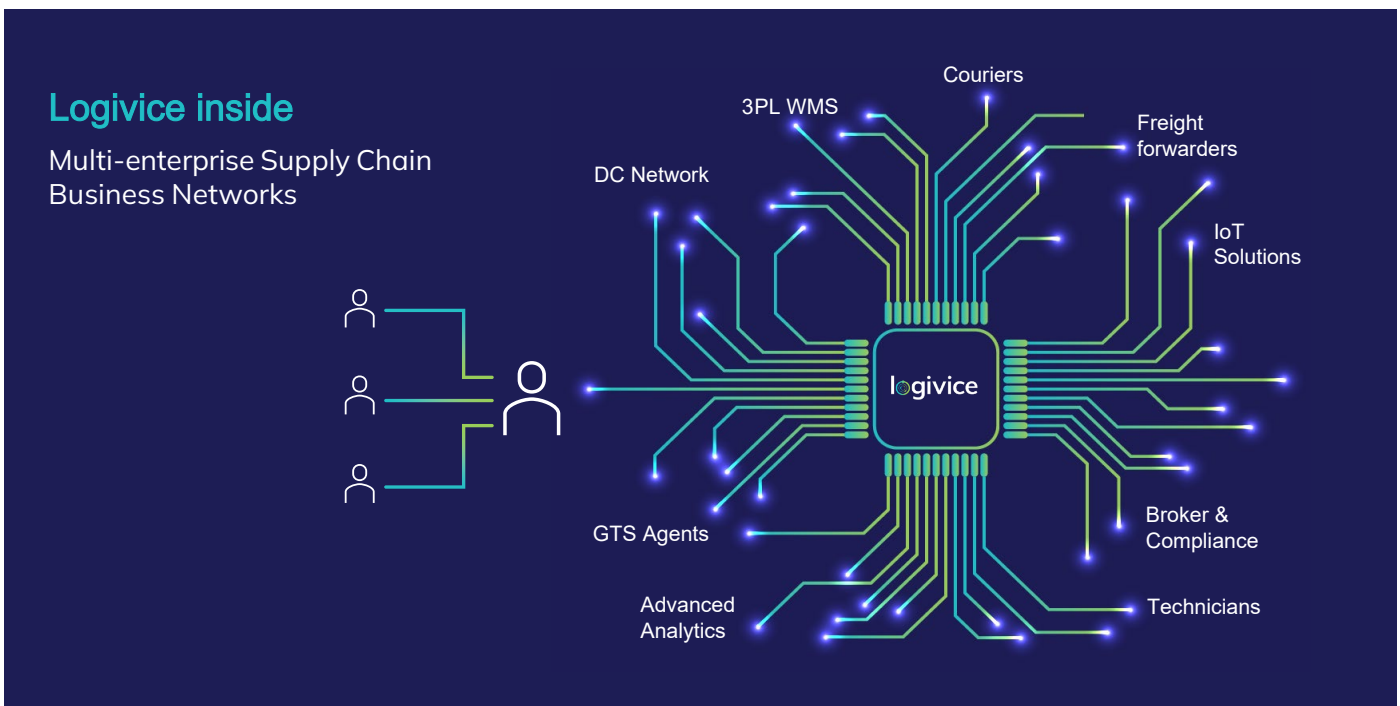 Logivice inside
Multi-enterprise Supply Chain
Business Networks
Couriers
3PL WMS
Freight
forwarders
DC Network
IoT
Solutions
logivice
GTS Agents
Broker &
Compliance
Advanced
Analytics
Technicians